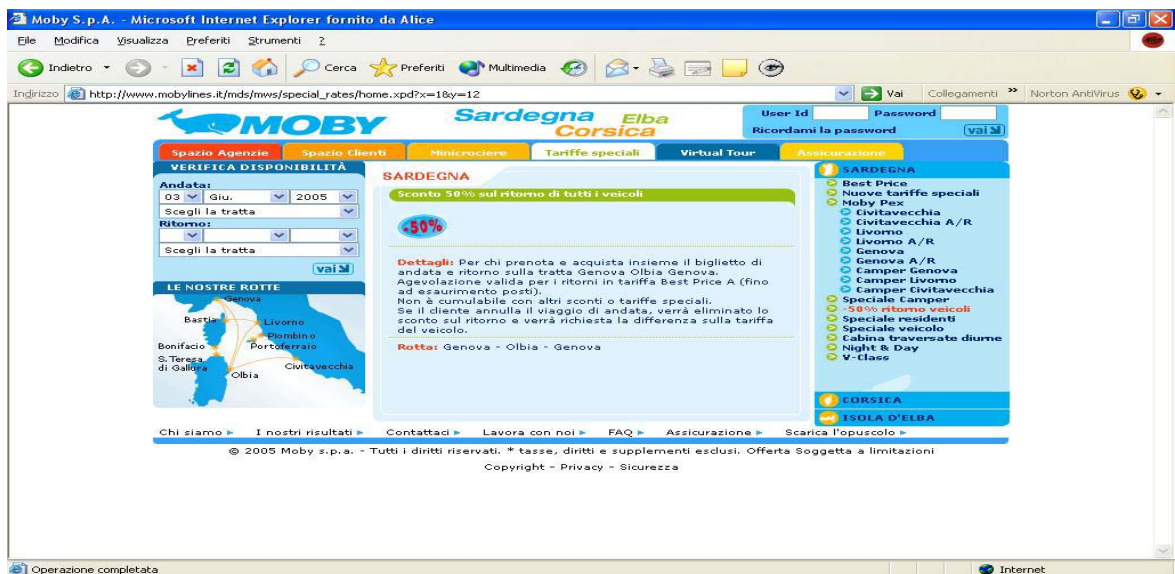 Moby S.p.A. - Microsoft Internet Explorer fornito da Alice
File Modifica Visualizza Preferiti Strumenti ?
Indietro Cerca Preferiti Multimedia
Indirizzo http://www.mobylines.it/mds/mws/special_rates/home.xpd?x=1&y=12 Vai Collegamenti » Norton AntiVirus
MOBY Sardegna Elba Corsica
User Id Password
Ricordami la password vai
Spazio Agenzie Spazio Clienti Minicrociere Tariffe speciali Virtual Tour Assicurazione
VERIFICA DISPONIBILITÀ
Andata:
03 Giu. 2005
Scegli la tratta
Ritorno:
Scegli la tratta
vai
LE NOSTRE ROTTE
Genova
Bastia
Livorno
Piombino
Bonifacio
Portoferraio
S. Teresa
di Gallura
Civitavecchia
Olbia
SARDEGNA
Sconto 50% sul ritorno di tutti i veicoli
-50%
Dettagli: Per chi prenota e acquista insieme il biglietto di
andata e ritorno sulla tratta Genova Olbia Genova.
Agevolazione valida per i ritorni in tariffa Best Price A (fino
ad esaurimento posti).
Non è cumulabile con altri sconti o tariffe speciali.
Se il cliente annulla il viaggio di andata, verrà eliminato lo
sconto sul ritorno e verrà richiesta la differenza sulla tariffa
del veicolo.
Rotta: Genova - Olbia - Genova
SARDEGNA
Best Price
Nuove tariffe speciali
Moby Pex
Civitavecchia
Civitavecchia A/R
Livorno
Livorno A/R
Genova
Genova A/R
Camper Genova
Camper Livorno
Camper Civitavecchia
Speciale Camper
-50% ritorno veicoli
Speciale residenti
Speciale veicolo
Cabina traversate diurne
Night & Day
V-Class
CORSICA
ISOLA D'ELBA
Chi siamo I nostri risultati Contattaci Lavora con noi FAQ Assicurazione Scarica l'opuscolo
© 2005 Moby s.p.a. - Tutti i diritti riservati. * tasse, diritti e supplementi esclusi. Offerta Soggetta a limitazioni
Copyright - Privacy - Sicurezza
Operazione completata Internet